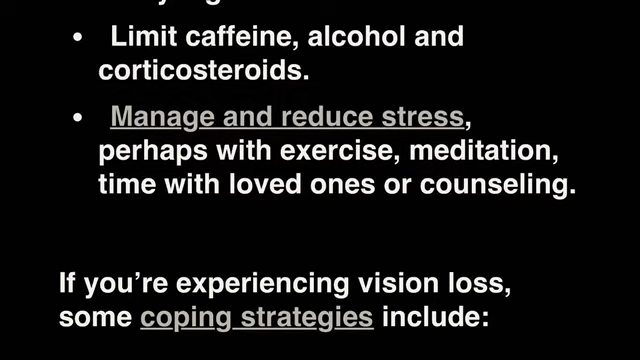 • Limit caffeine, alcohol and
corticosteroids.
• Manage and reduce stress,
perhaps with exercise, meditation,
time with loved ones or counseling.
If you’re experiencing vision loss,
some coping strategies include: